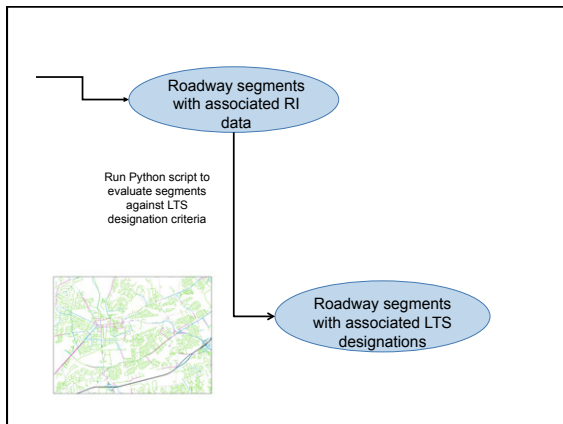 Roadway segments
with associated RI
data
Run Python script to
evaluate segments
against LTS
designation criteria
Roadway segments
with associated LTS
designations